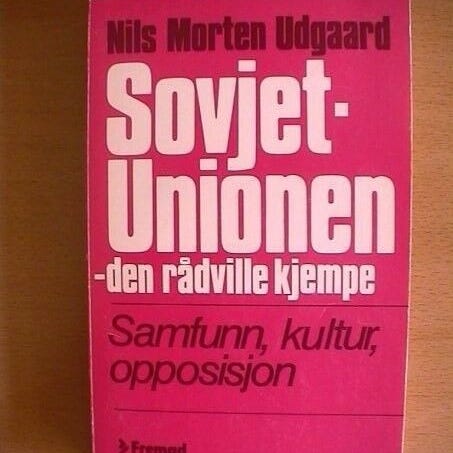 Nils Morten Udgaard
Sovjet-
Unionen
-den rådville kjempe
Samfunn, kultur,
opposisjon
Fremad